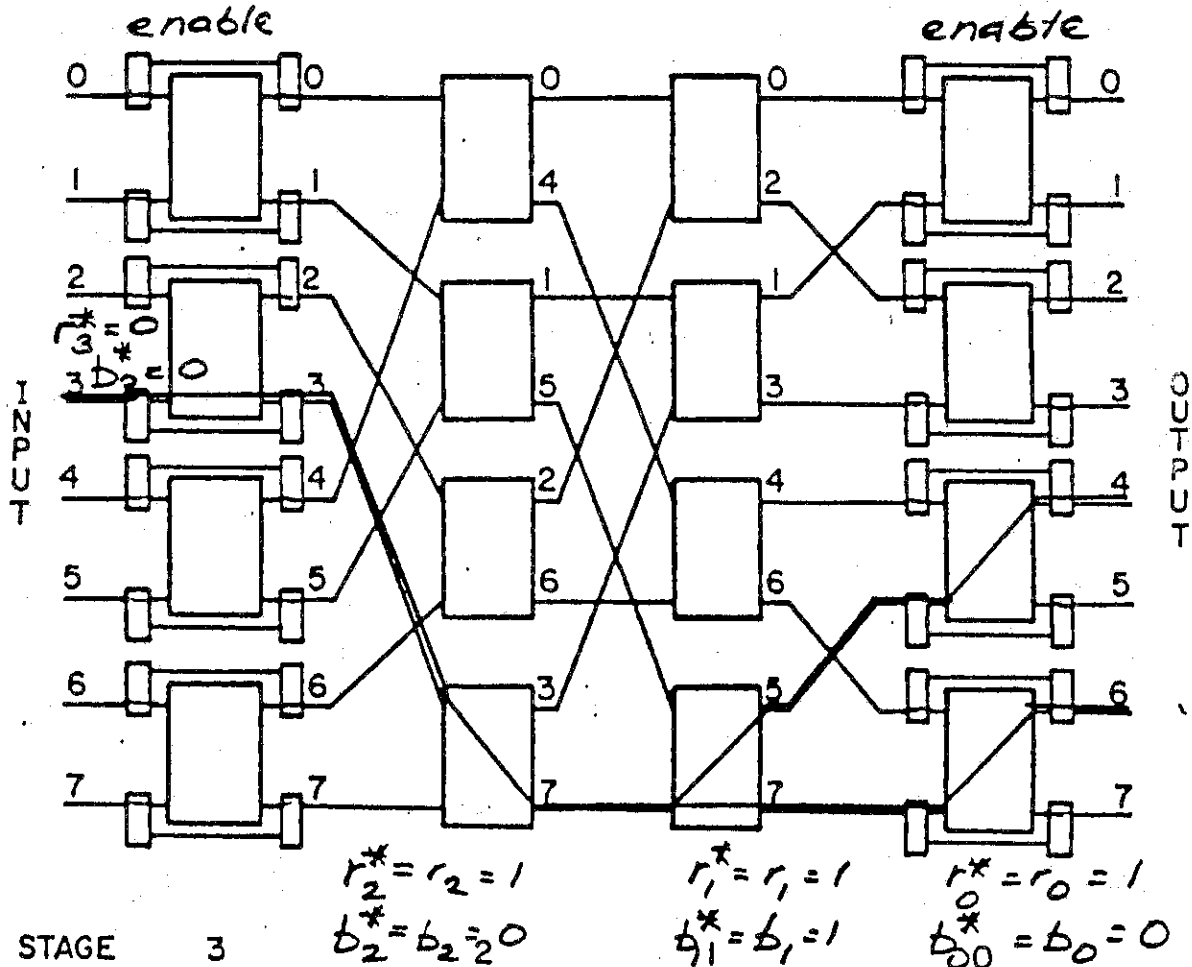 enable enable
0 0 0 0 0
1 1 4 2 1
2 2 1 1 2
r₃* = 0
b₂* = 0
3 3 5 3 3
4 4 2 4 4
5 5 6 6 5
6 6 3 5 6
7 7 7 7 7
INPUT
OUTPUT
r₂* = r₂ = 1 r₁* = r₁ = 1 r₀* = r₀ = 1
b₂* = b₂ = 0 b₁* = b₁ = 1 b₀* = b₀ = 0
STAGE 3 2 1 0